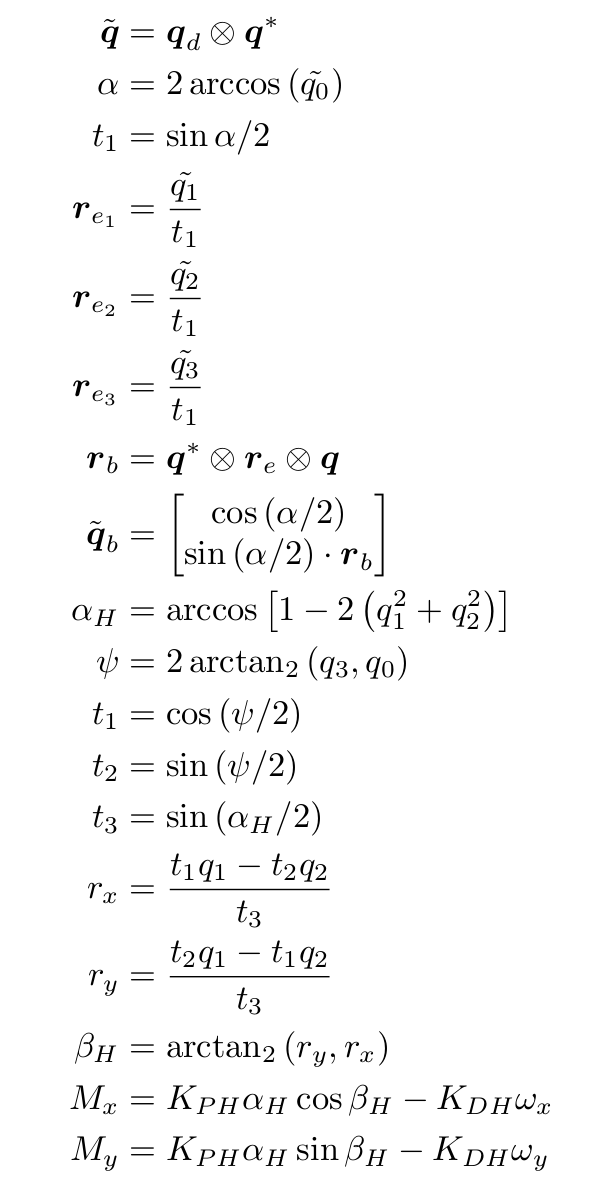 q̃ = q_d ⊗ q*
α = 2 arccos (q̃_0)
t_1 = sin α/2
r_{e_1} = q̃_1 / t_1
r_{e_2} = q̃_2 / t_1
r_{e_3} = q̃_3 / t_1
r_b = q* ⊗ r_e ⊗ q
q̃_b = [cos (α/2); sin (α/2) · r_b]
α_H = arccos [1 − 2 (q_1^2 + q_2^2)]
ψ = 2 arctan_2 (q_3, q_0)
t_1 = cos (ψ/2)
t_2 = sin (ψ/2)
t_3 = sin (α_H/2)
r_x = (t_1 q_1 − t_2 q_2) / t_3
r_y = (t_2 q_1 − t_1 q_2) / t_3
β_H = arctan_2 (r_y, r_x)
M_x = K_{PH} α_H cos β_H − K_{DH} ω_x
M_y = K_{PH} α_H sin β_H − K_{DH} ω_y